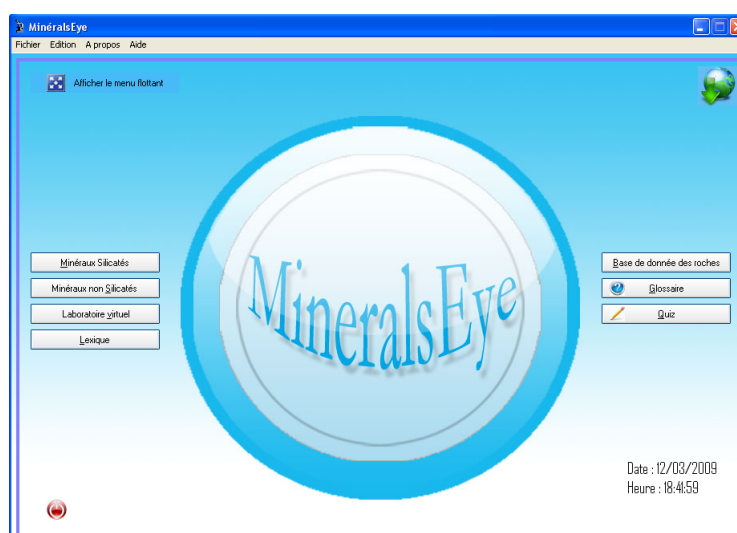 MinéralsEye
Fichier Edition A propos Aide
Afficher le menu flottant
MineralsEye
Minéraux Silicatés
Minéraux non Silicatés
Laboratoire virtuel
Lexique
Base de donnée des roches
Glossaire
Quiz
Date : 12/03/2009
Heure : 18:41:59